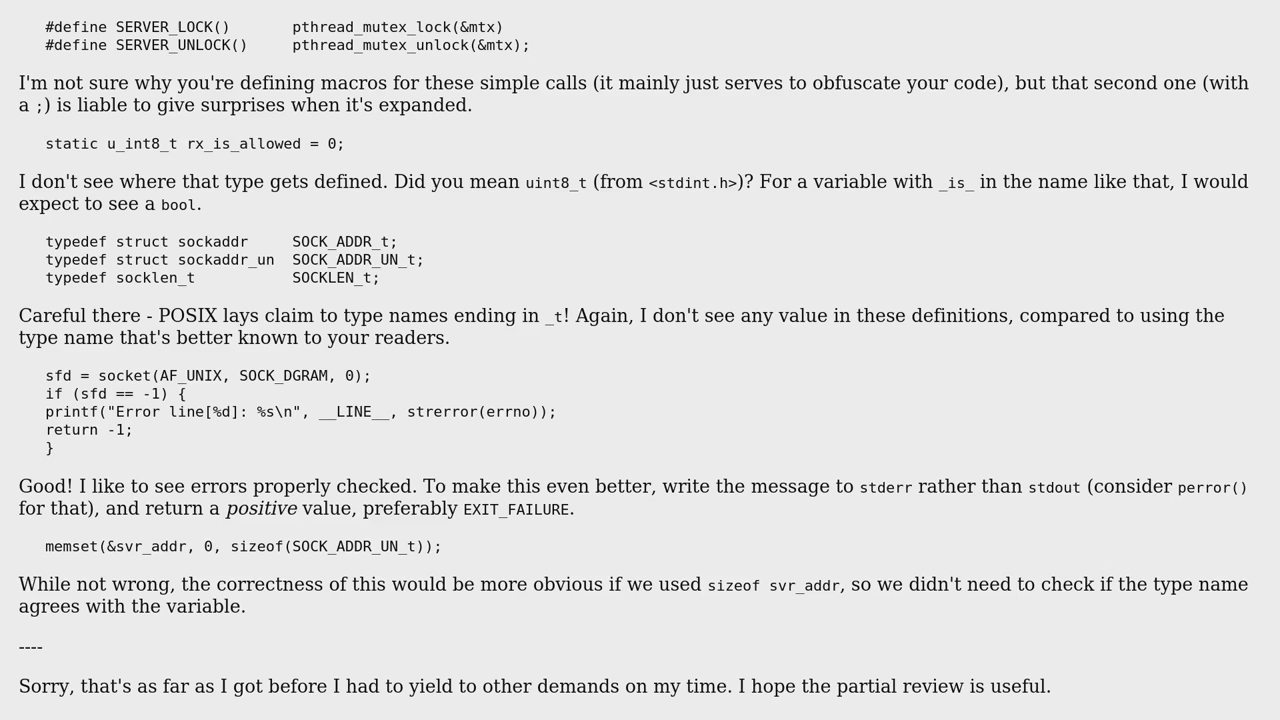 #define SERVER_LOCK()       pthread_mutex_lock(&mtx)
#define SERVER_UNLOCK()     pthread_mutex_unlock(&mtx);
I'm not sure why you're defining macros for these simple calls (it mainly just serves to obfuscate your code), but that second one (with
a ;) is liable to give surprises when it's expanded.
static u_int8_t rx_is_allowed = 0;
I don't see where that type gets defined. Did you mean uint8_t (from <stdint.h>)? For a variable with _is_ in the name like that, I would
expect to see a bool.
typedef struct sockaddr     SOCK_ADDR_t;
typedef struct sockaddr_un  SOCK_ADDR_UN_t;
typedef socklen_t           SOCKLEN_t;
Careful there - POSIX lays claim to type names ending in _t! Again, I don't see any value in these definitions, compared to using the
type name that's better known to your readers.
sfd = socket(AF_UNIX, SOCK_DGRAM, 0);
if (sfd == -1) {
printf("Error line[%d]: %s\n", __LINE__, strerror(errno));
return -1;
}
Good! I like to see errors properly checked. To make this even better, write the message to stderr rather than stdout (consider perror()
for that), and return a positive value, preferably EXIT_FAILURE.
memset(&svr_addr, 0, sizeof(SOCK_ADDR_UN_t));
While not wrong, the correctness of this would be more obvious if we used sizeof svr_addr, so we didn't need to check if the type name
agrees with the variable.
----
Sorry, that's as far as I got before I had to yield to other demands on my time. I hope the partial review is useful.